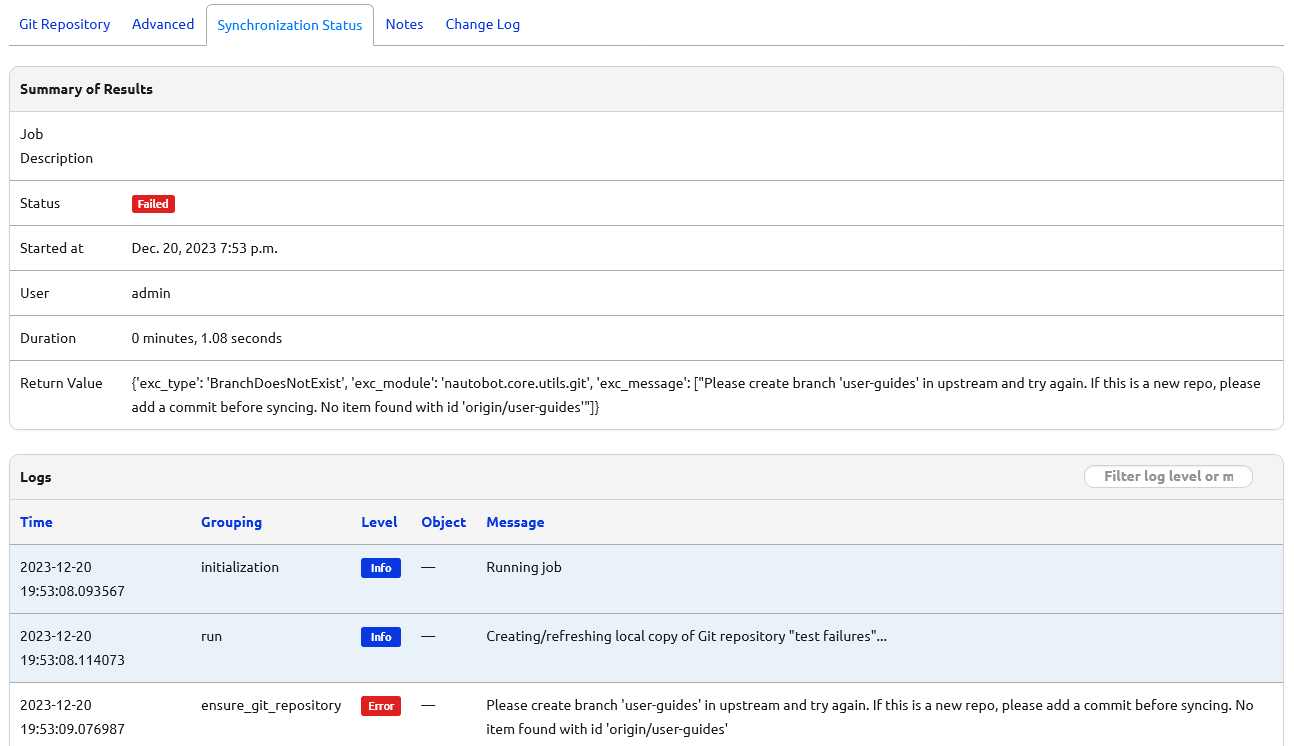 Git Repository Advanced Synchronization Status Notes Change Log
Summary of Results
Job
Description
Status Failed
Started at Dec. 20, 2023 7:53 p.m.
User admin
Duration 0 minutes, 1.08 seconds
Return Value {'exc_type': 'BranchDoesNotExist', 'exc_module': 'nautobot.core.utils.git', 'exc_message': ["Please create branch 'user-guides' in upstream and try again. If this is a new repo, please
add a commit before syncing. No item found with id 'origin/user-guides'"]}
Logs Filter log level or m
Time Grouping Level Object Message
2023-12-20 initialization Info — Running job
19:53:08.093567
2023-12-20 run Info — Creating/refreshing local copy of Git repository "test failures"...
19:53:08.114073
2023-12-20 ensure_git_repository Error — Please create branch 'user-guides' in upstream and try again. If this is a new repo, please add a commit before syncing. No
19:53:09.076987 item found with id 'origin/user-guides'